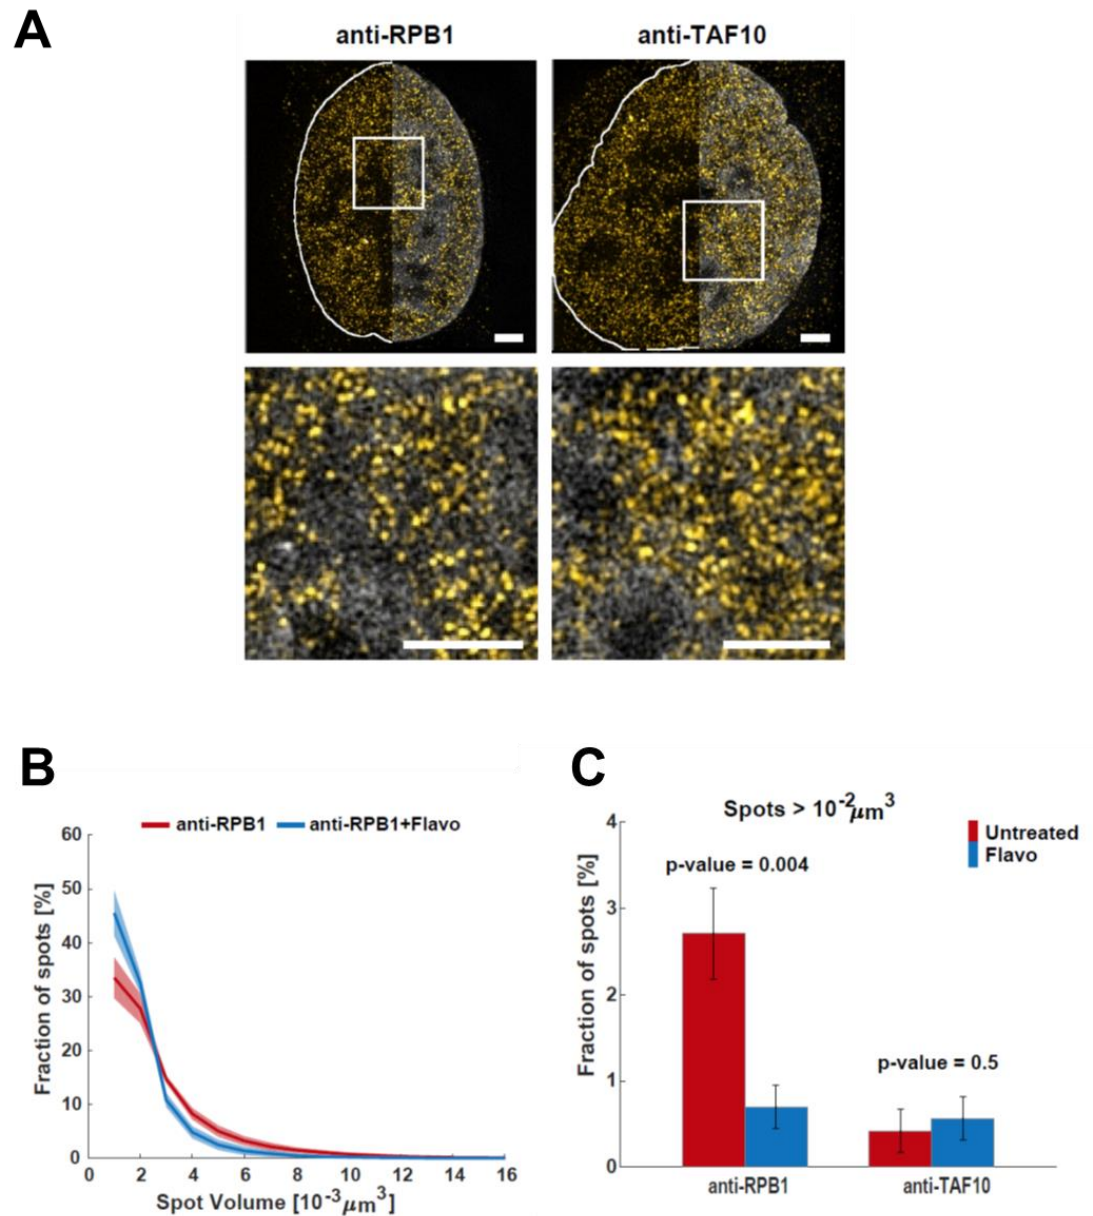 A
anti-RPB1
anti-TAF10
B
anti-RPB1
anti-RPB1+Flavo
60
50
40
30
20
10
0
Fraction of spots [%]
0 2 4 6 8 10 12 14 16
Spot Volume [10⁻³μm³]
C
Spots > 10⁻²μm³
Untreated
Flavo
p-value = 0.004
p-value = 0.5
4
3
2
1
0
Fraction of spots [%]
anti-RPB1
anti-TAF10